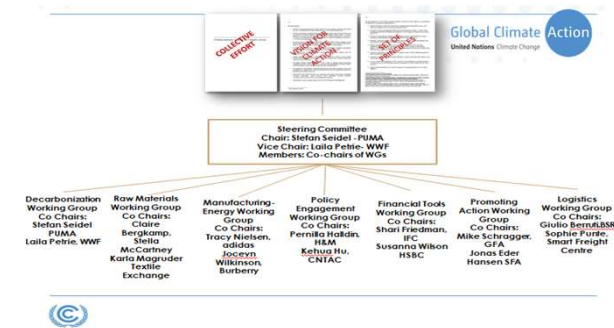 COLLECTIVE
EFFORT
VISION FOR
CLIMATE
ACTION
SET OF
PRINCIPLES
Global Climate Action
United Nations Climate Change
Steering Committee
Chair: Stefan Seidel -PUMA
Vice Chair: Laila Petrie- WWF
Members: Co-chairs of WGs
Decarbonization
Working Group
Co Chairs:
Stefan Seidel
PUMA
Laila Petrie, WWF
Raw Materials
Working Group
Co Chairs:
Claire
Bergkamp,
Stella
McCartney
Karla Magruder
Textile
Exchange
Manufacturing-
Energy Working
Group
Co Chairs:
Tracy Nielsen,
adidas
Joceyn
Wilkinson,
Burberry
Policy
Engagement
Working Group
Co Chairs:
Pernilla Halldin,
H&M
Kehua Hu,
CNTAC
Financial Tools
Working Group
Co Chairs:
Shari Friedman,
IFC
Susanna Wilson
HSBC
Promoting
Action Working
Group
Co Chairs:
Mike Schragger,
GFA
Jonas Eder
Hansen SFA
Logistics
Working Group
Co Chairs:
Giulio Berruti,BSR
Sophie Punte,
Smart Freight
Centre